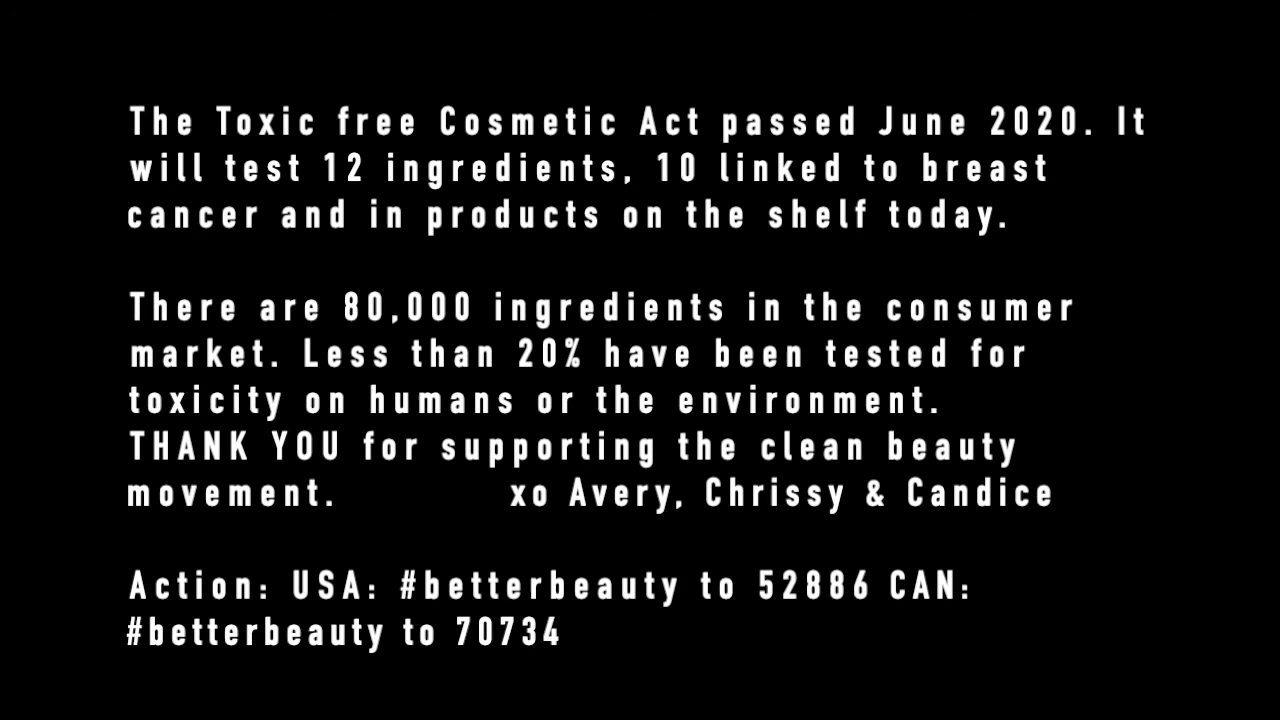 The Toxic free Cosmetic Act passed June 2020. It
will test 12 ingredients, 10 linked to breast
cancer and in products on the shelf today.
There are 80,000 ingredients in the consumer
market. Less than 20% have been tested for
toxicity on humans or the environment.
THANK YOU for supporting the clean beauty
movement. xo Avery, Chrissy & Candice
Action: USA: #betterbeauty to 52886 CAN:
#betterbeauty to 70734